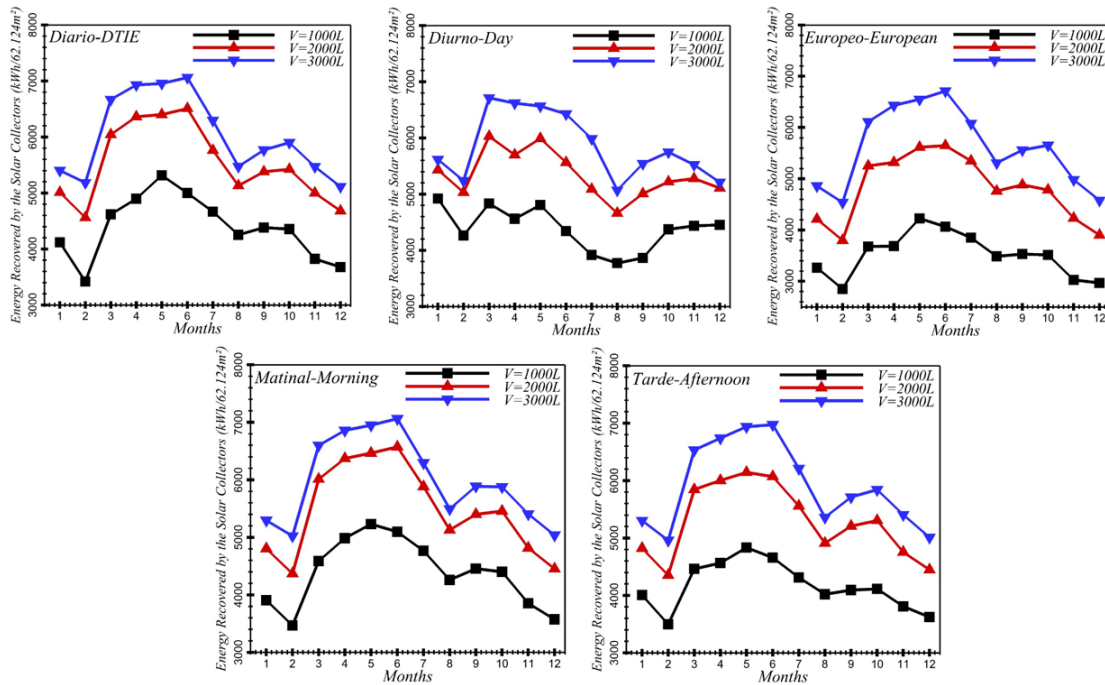 Energy Recovered by the Solar Collectors (kWh/62.124m²)
8000
7000
6000
5000
4000
3000
Diario-DTIE
V=1000L
V=2000L
V=3000L
1 2 3 4 5 6 7 8 9 10 11 12
Months
Energy Recovered by the Solar Collectors (kWh/62.124m²)
8000
7000
6000
5000
4000
3000
Diurno-Day
V=1000L
V=2000L
V=3000L
1 2 3 4 5 6 7 8 9 10 11 12
Months
Energy Recovered by the Solar Collectors (kWh/62.124m²)
8000
7000
6000
5000
4000
3000
Europeo-European
V=1000L
V=2000L
V=3000L
1 2 3 4 5 6 7 8 9 10 11 12
Months
Energy Recovered by the Solar Collectors (kWh/62.124m²)
8000
7000
6000
5000
4000
3000
Matinal-Morning
V=1000L
V=2000L
V=3000L
1 2 3 4 5 6 7 8 9 10 11 12
Months
Energy Recovered by the Solar Collectors (kWh/62.124m²)
8000
7000
6000
5000
4000
3000
Tarde-Afternoon
V=1000L
V=2000L
V=3000L
1 2 3 4 5 6 7 8 9 10 11 12
Months